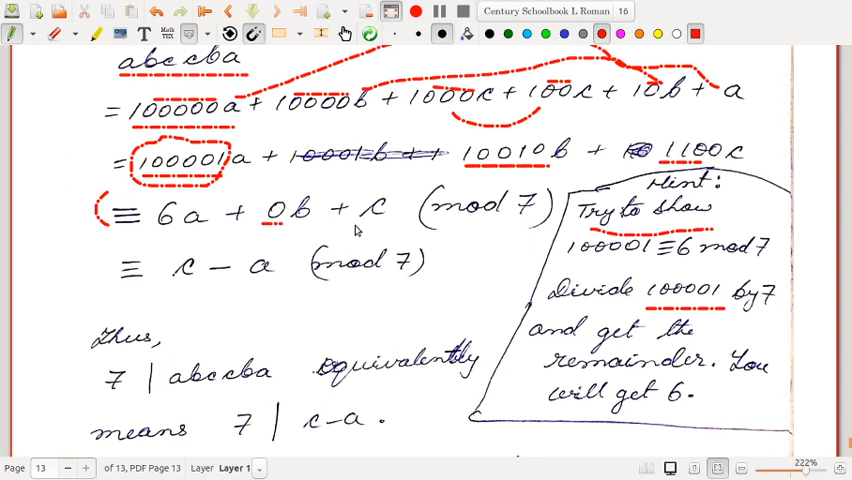 Century Schoolbook L Roman 16
T Math TEX
abccba
= 100000a + 10000b + 1000c + 100c + 10b + a
= 100001a + 10010b + 1100c
≡ 6a + 0b + c (mod 7)
≡ c - a (mod 7)
Hint:
Try to show
100001 ≡ 6 mod 7
Divide 100001 by 7
and get the
remainder. You
will get 6.
Thus,
7 | abccba equivalently
means 7 | c-a.
Page 13 of 13, PDF Page 13 Layer Layer 1 222%